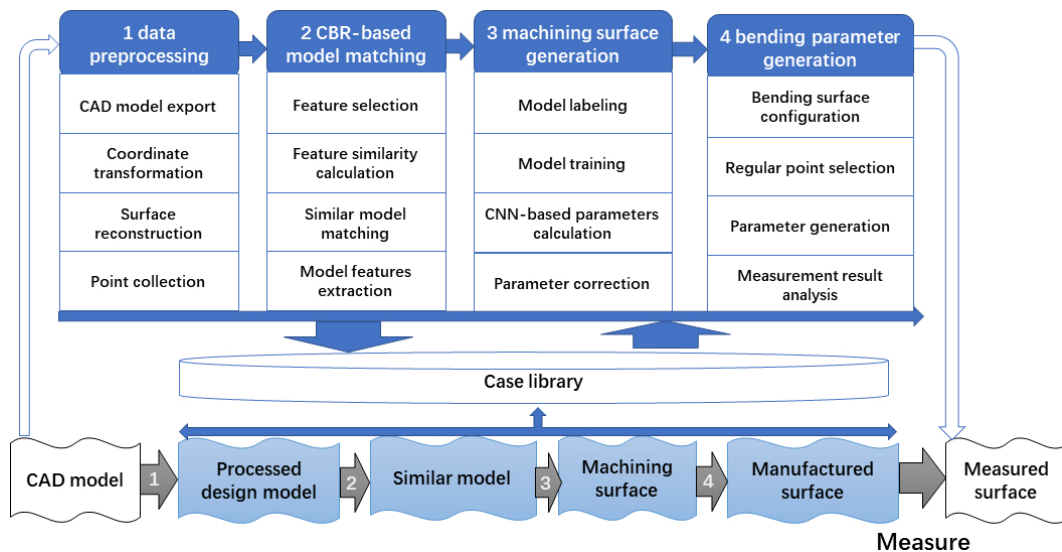 1 data
preprocessing
2 CBR-based
model matching
3 machining surface
generation
4 bending parameter
generation
CAD model export
Coordinate
transformation
Surface
reconstruction
Point collection
Feature selection
Feature similarity
calculation
Similar model
matching
Model features
extraction
Model labeling
Model training
CNN-based parameters
calculation
Parameter correction
Bending surface
configuration
Regular point selection
Parameter generation
Measurement result
analysis
Case library
CAD model
1
Processed
design model
2
Similar model
3
Machining
surface
4
Manufactured
surface
Measure
Measured
surface